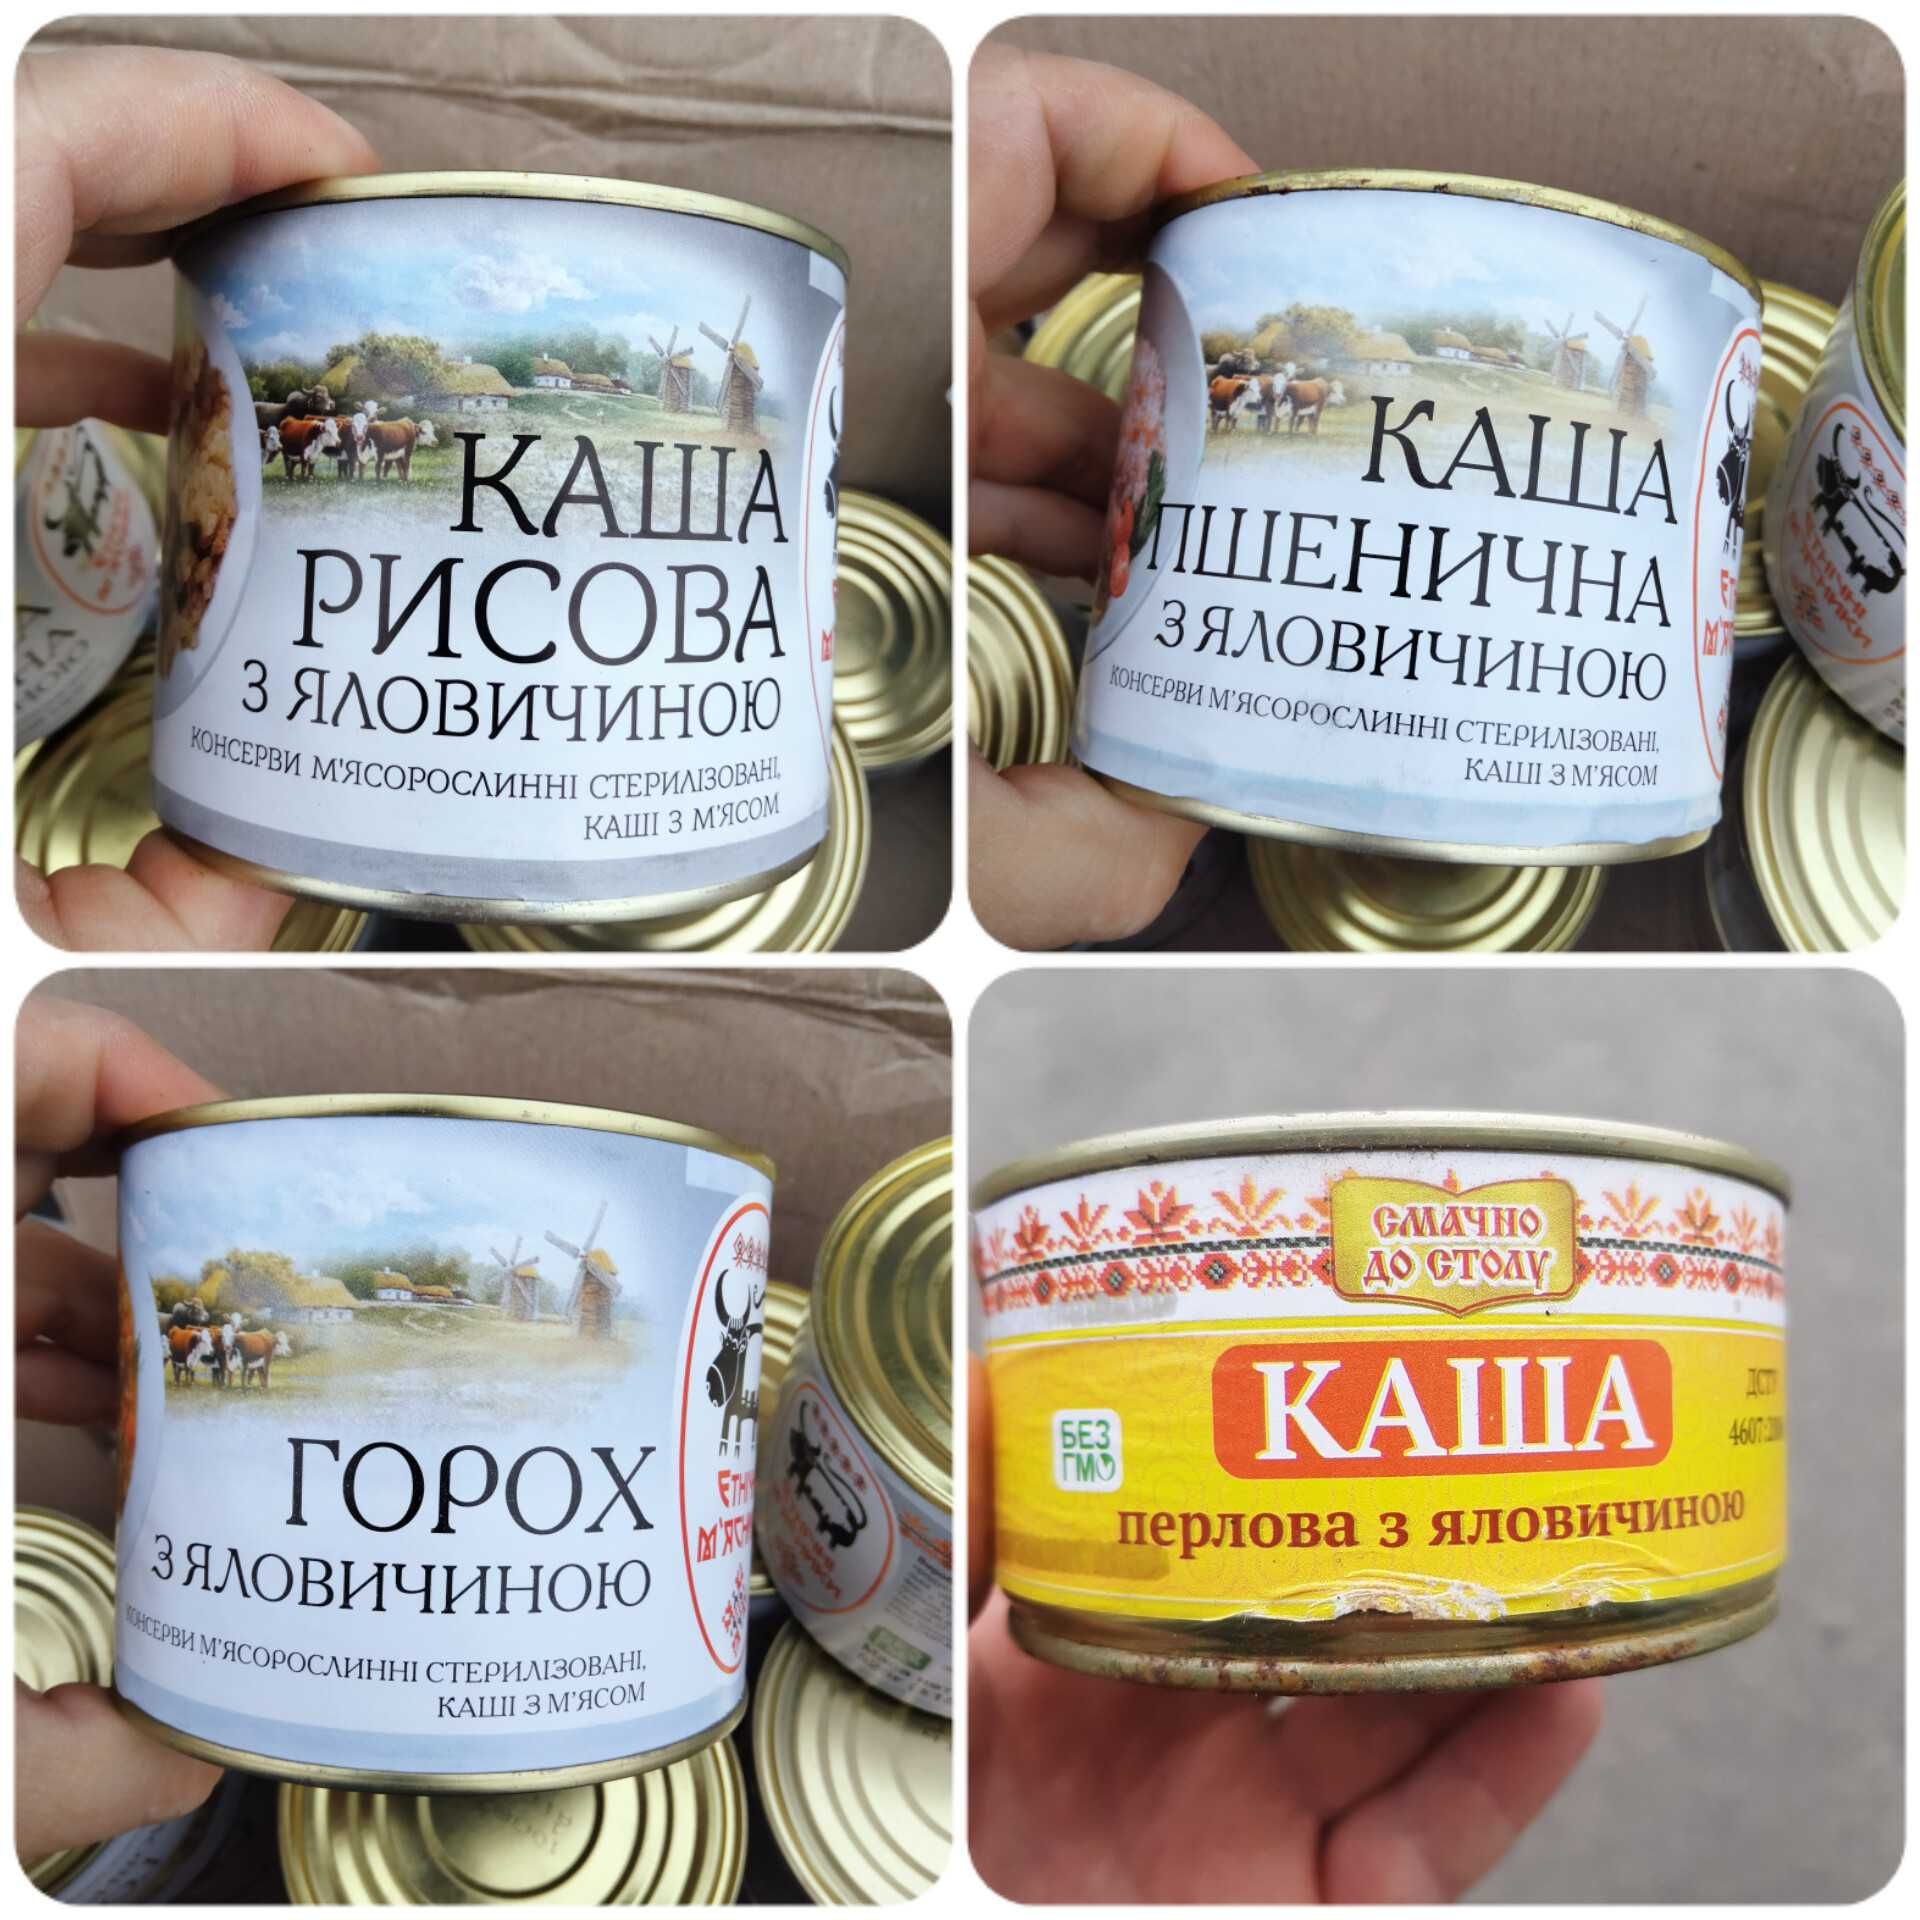 КАША
РИСОВА
З ЯЛОВИЧИНОЮ
КОНСЕРВИ М'ЯСОРОСЛИННІ СТЕРИЛІЗОВАНІ,
КАШІ З М'ЯСОМ
КАША
ПШЕНИЧНА
З ЯЛОВИЧИНОЮ
КОНСЕРВИ М'ЯСОРОСЛИННІ СТЕРИЛІЗОВАНІ,
КАШІ З М'ЯСОМ
ГОРОХ
З ЯЛОВИЧИНОЮ
КОНСЕРВИ М'ЯСОРОСЛИННІ СТЕРИЛІЗОВАНІ,
КАШІ З М'ЯСОМ
СМАЧНО
ДО СТОЛУ
КАША
БЕЗ
ГМО
ДСТУ
перлова з яловичиною